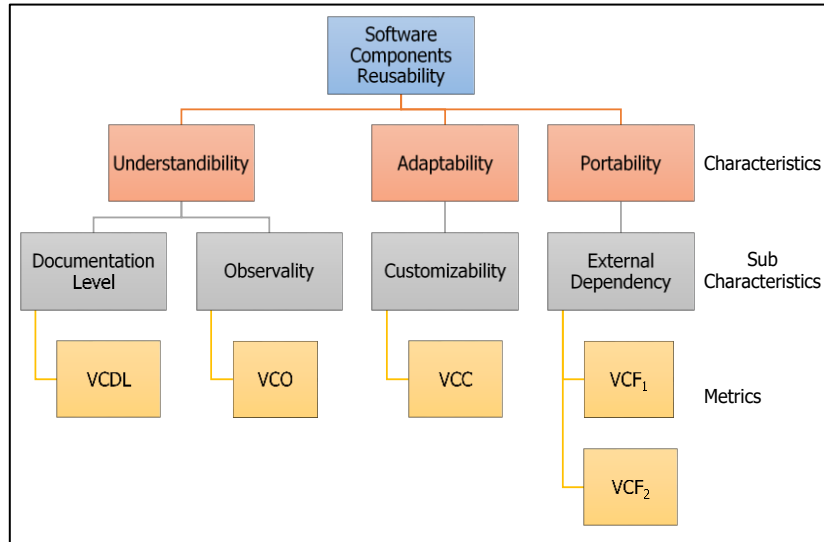 Software
Components
Reusability
Understandibility
Adaptability
Portability
Characteristics
Documentation
Level
Observality
Customizability
External
Dependency
Sub
Characteristics
VCDL
VCO
VCC
VCF₁
Metrics
VCF₂